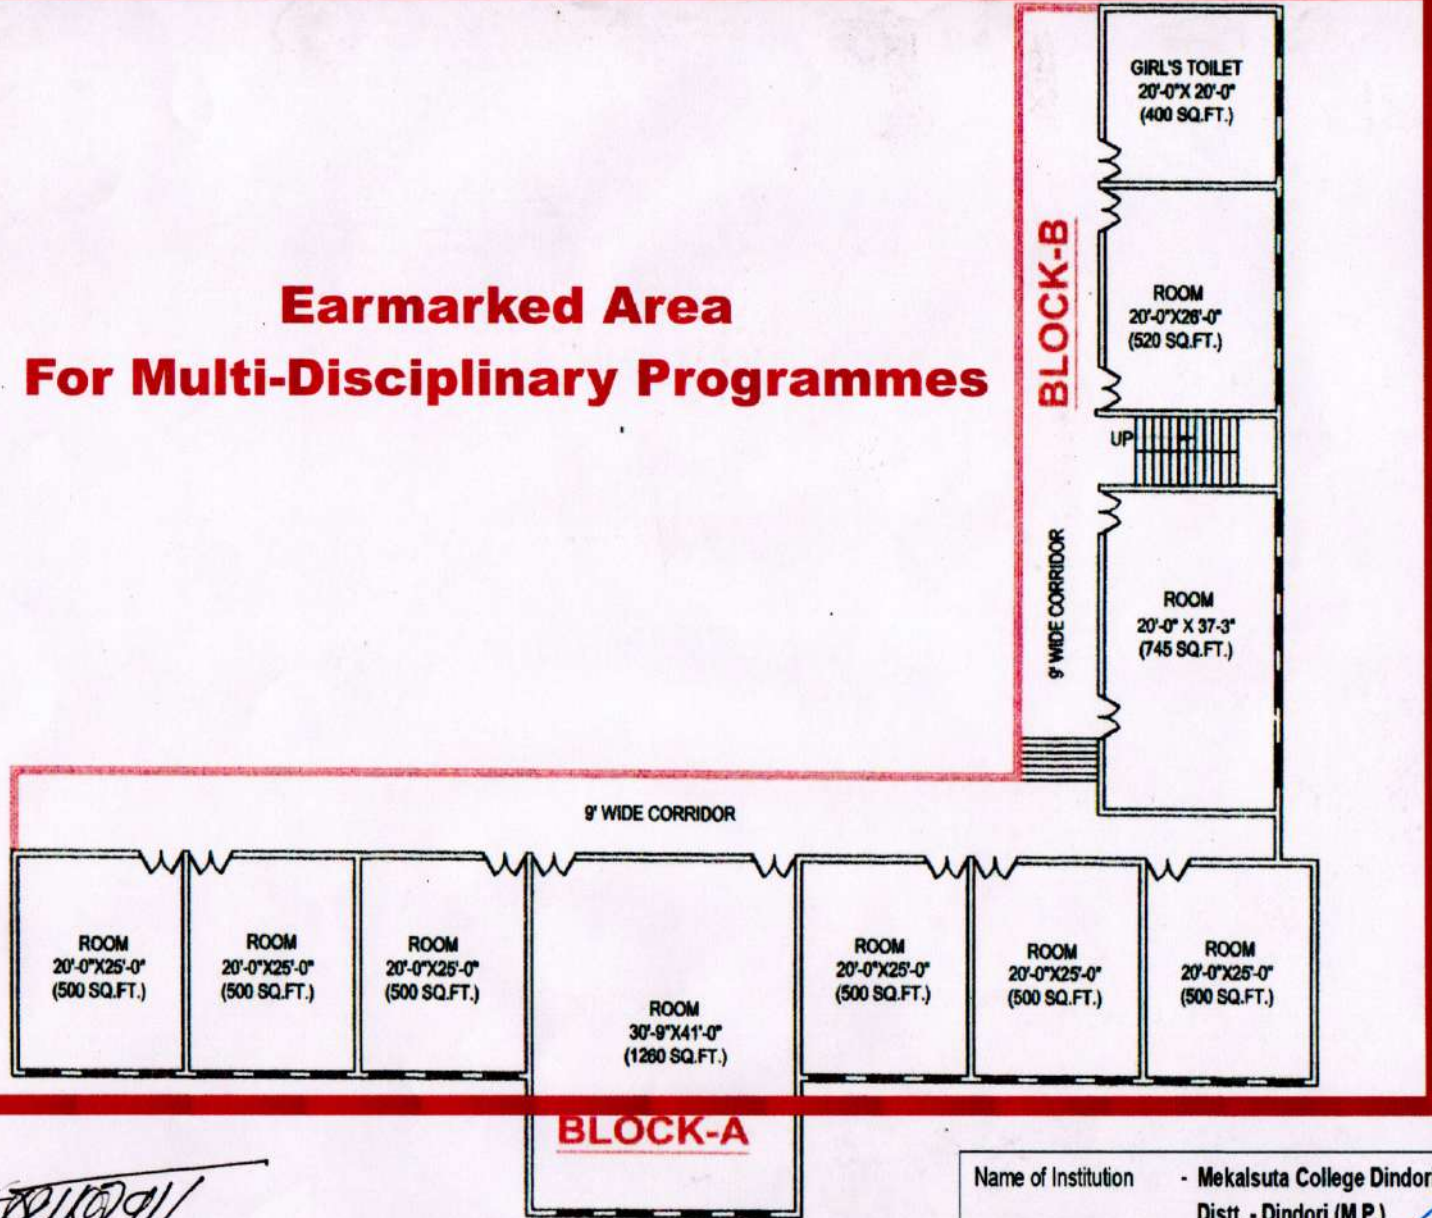 GIRL'S TOILET
20'-0"X 20'-0"
(400 SQ.FT.)
BLOCK-B
Earmarked Area
For Multi-Disciplinary Programmes
ROOM
20'-0"X26'-0"
(520 SQ.FT.)
UP
9' WIDE CORRIDOR
ROOM
20'-0" X 37-3"
(745 SQ.FT.)
9' WIDE CORRIDOR
ROOM
20'-0"X25'-0"
(500 SQ.FT.)
ROOM
20'-0"X25'-0"
(500 SQ.FT.)
ROOM
20'-0"X25'-0"
(500 SQ.FT.)
ROOM
30'-9"X41'-0"
(1260 SQ.FT.)
ROOM
20'-0"X25'-0"
(500 SQ.FT.)
ROOM
20'-0"X25'-0"
(500 SQ.FT.)
ROOM
20'-0"X25'-0"
(500 SQ.FT.)
BLOCK-A
Name of Institution - Mekalsuta College Dindori
Distt. - Dindori (M.P.)